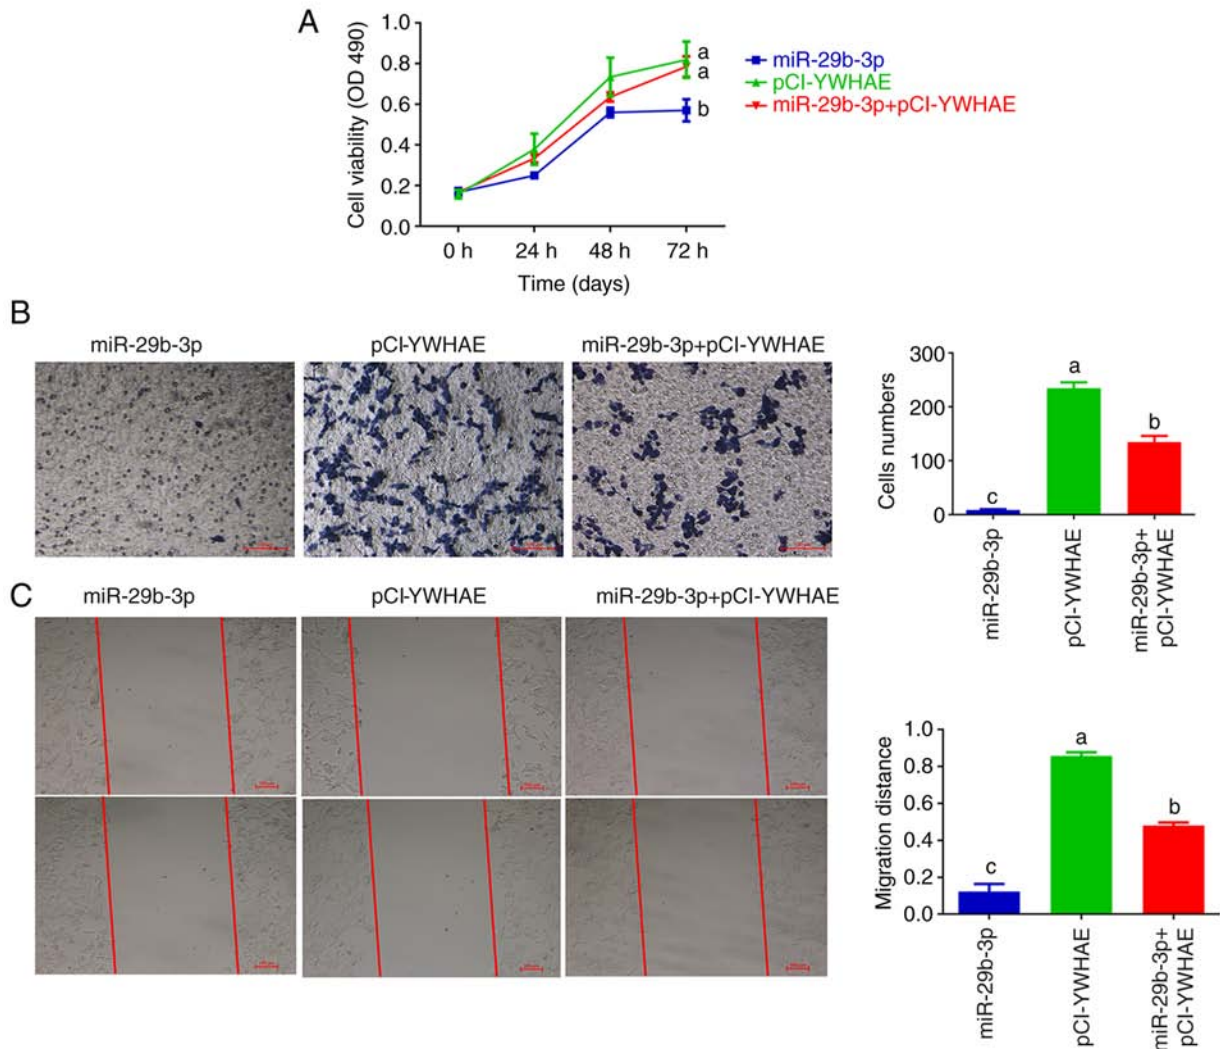 A
1.0
0.8
0.6
0.4
0.2
0.0
Cell viability (OD 490)
a
a
b
0 h 24 h 48 h 72 h
Time (days)
miR-29b-3p
pCI-YWHAE
miR-29b-3p+pCI-YWHAE
B
miR-29b-3p pCI-YWHAE miR-29b-3p+pCI-YWHAE
300
200
100
0
Cells numbers
c
a
b
miR-29b-3p
pCI-YWHAE
miR-29b-3p+
pCI-YWHAE
C
miR-29b-3p pCI-YWHAE miR-29b-3p+pCI-YWHAE
1.0
0.8
0.6
0.4
0.2
0.0
Migration distance
c
a
b
miR-29b-3p
pCI-YWHAE
miR-29b-3p+
pCI-YWHAE